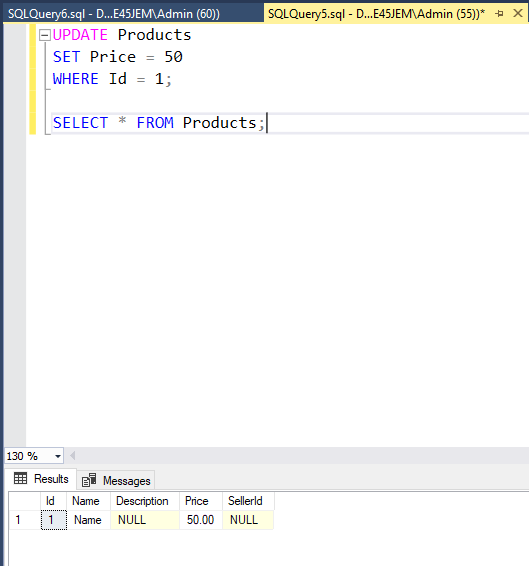 SQLQuery6.sql - D...E45JEM\Admin (60))
SQLQuery5.sql - D...E45JEM\Admin (55))*
UPDATE Products
SET Price = 50
WHERE Id = 1;
SELECT * FROM Products;
130 %
Results
Messages
Id Name Description Price SellerId
1 1 Name NULL 50.00 NULL